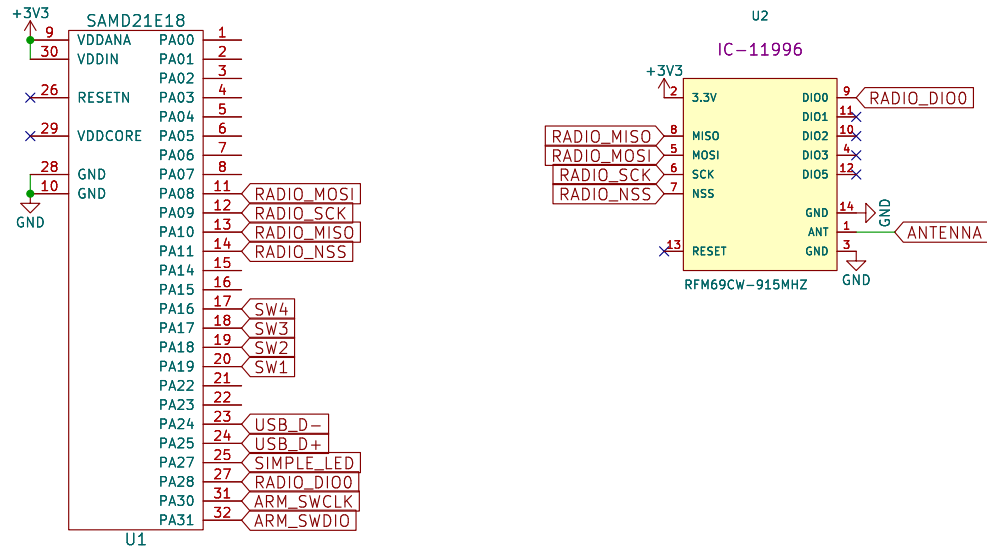 +3V3
SAMD21E18
9 VDDANA PA00 1
30 VDDIN PA01 2
PA02 3
26 RESETN PA03 4
PA04 5
29 VDDCORE PA05 6
PA06 7
28 GND PA07 8
10 GND PA08 11 RADIO_MOSI
GND PA09 12 RADIO_SCK
PA10 13 RADIO_MISO
PA11 14 RADIO_NSS
PA14 15
PA15 16
PA16 17 SW4
PA17 18 SW3
PA18 19 SW2
PA19 20 SW1
PA22 21
PA23 22
PA24 23 USB_D-
PA25 24 USB_D+
PA27 25 SIMPLE_LED
PA28 27 RADIO_DIO0
PA30 31 ARM_SWCLK
PA31 32 ARM_SWDIO
U1
U2
IC-11996
+3V3
2 3.3V DIO0 9 RADIO_DIO0
DIO1 11
RADIO_MISO 8 MISO DIO2 10
RADIO_MOSI 5 MOSI DIO3 4
RADIO_SCK 6 SCK DIO5 12
RADIO_NSS 7 NSS
GND 14 GND
ANT 1 ANTENNA
13 RESET GND 3
GND
RFM69CW-915MHZ